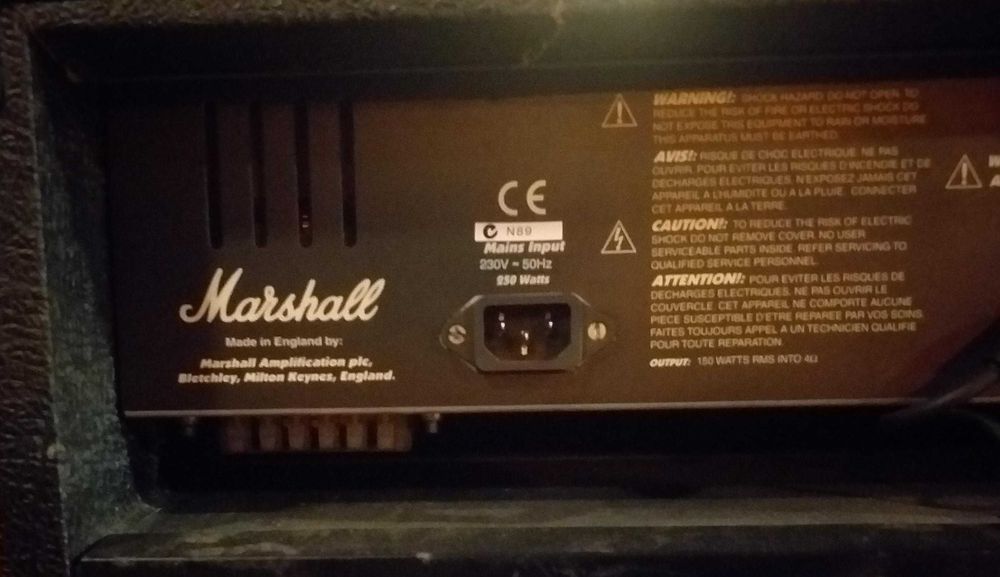 Marshall
Made in England by:
Marshall Amplification plc,
Bletchley, Milton Keynes, England.
CE
N89
Mains Input
230V ~ 50Hz
250 Watts
WARNING!: SHOCK HAZARD DO NOT OPEN. TO
REDUCE THE RISK OF FIRE OR ELECTRIC SHOCK DO
NOT EXPOSE THIS EQUIPMENT TO RAIN OR MOISTURE
THIS APPARATUS MUST BE EARTHED.
AVIS!: RISQUE DE CHOC ELECTRIQUE. NE PAS
OUVRIR. POUR EVITER LES RISQUES D'INCENDIE ET DE
DECHARGES ELECTRIQUES, N'EXPOSEZ JAMAIS CET
APPAREIL A L'HUMIDITE OU A LA PLUIE. CONNECTER
CET APPAREIL A LA TERRE.
CAUTION!: TO REDUCE THE RISK OF ELECTRIC
SHOCK DO NOT REMOVE COVER. NO USER
SERVICEABLE PARTS INSIDE. REFER SERVICING TO
QUALIFIED SERVICE PERSONNEL.
ATTENTION!: POUR EVITER LES RISQUES DE
DECHARGES ELECTRIQUES, NE PAS OUVRIR LE
COUVERCLE. CET APPAREIL NE COMPORTE AUCUNE
PIECE SUSCEPTIBLE D'ETRE REPAREE PAR VOS SOINS.
FAITES TOUJOURS APPEL A UN TECHNICIEN QUALIFIE
POUR TOUTE REPARATION.
OUTPUT: 150 WATTS RMS INTO 4Ω